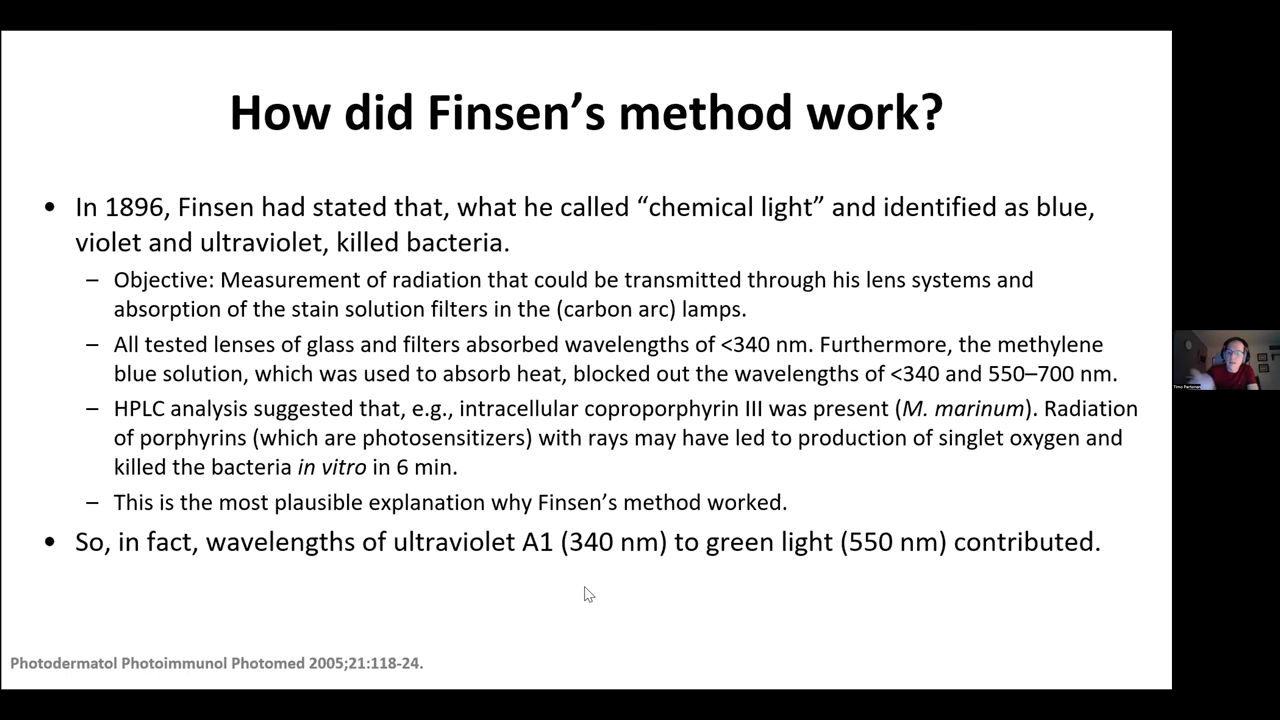 How did Finsen’s method work?
• In 1896, Finsen had stated that, what he called “chemical light” and identified as blue,
violet and ultraviolet, killed bacteria.
– Objective: Measurement of radiation that could be transmitted through his lens systems and
absorption of the stain solution filters in the (carbon arc) lamps.
– All tested lenses of glass and filters absorbed wavelengths of <340 nm. Furthermore, the methylene
blue solution, which was used to absorb heat, blocked out the wavelengths of <340 and 550–700 nm.
– HPLC analysis suggested that, e.g., intracellular coproporphyrin III was present (M. marinum). Radiation
of porphyrins (which are photosensitizers) with rays may have led to production of singlet oxygen and
killed the bacteria in vitro in 6 min.
– This is the most plausible explanation why Finsen’s method worked.
• So, in fact, wavelengths of ultraviolet A1 (340 nm) to green light (550 nm) contributed.
Photodermatol Photoimmunol Photomed 2005;21:118-24.
Timo Partonen